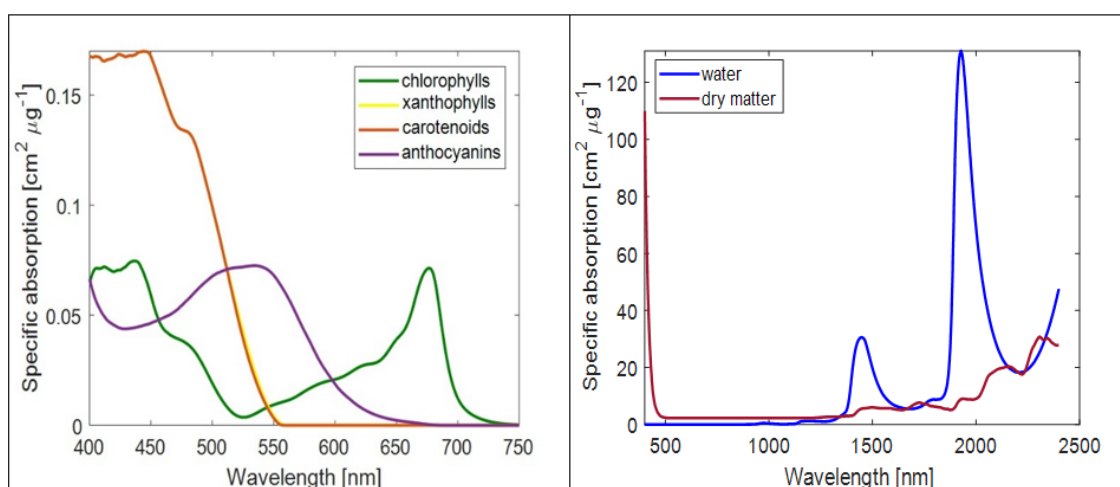 Specific absorption [cm² μg⁻¹]
0.15
0.1
0.05
0
chlorophylls
xanthophylls
carotenoids
anthocyanins
400 450 500 550 600 650 700 750
Wavelength [nm]
Specific absorption [cm² μg⁻¹]
120
100
80
60
40
20
0
water
dry matter
500 1000 1500 2000 2500
Wavelength [nm]